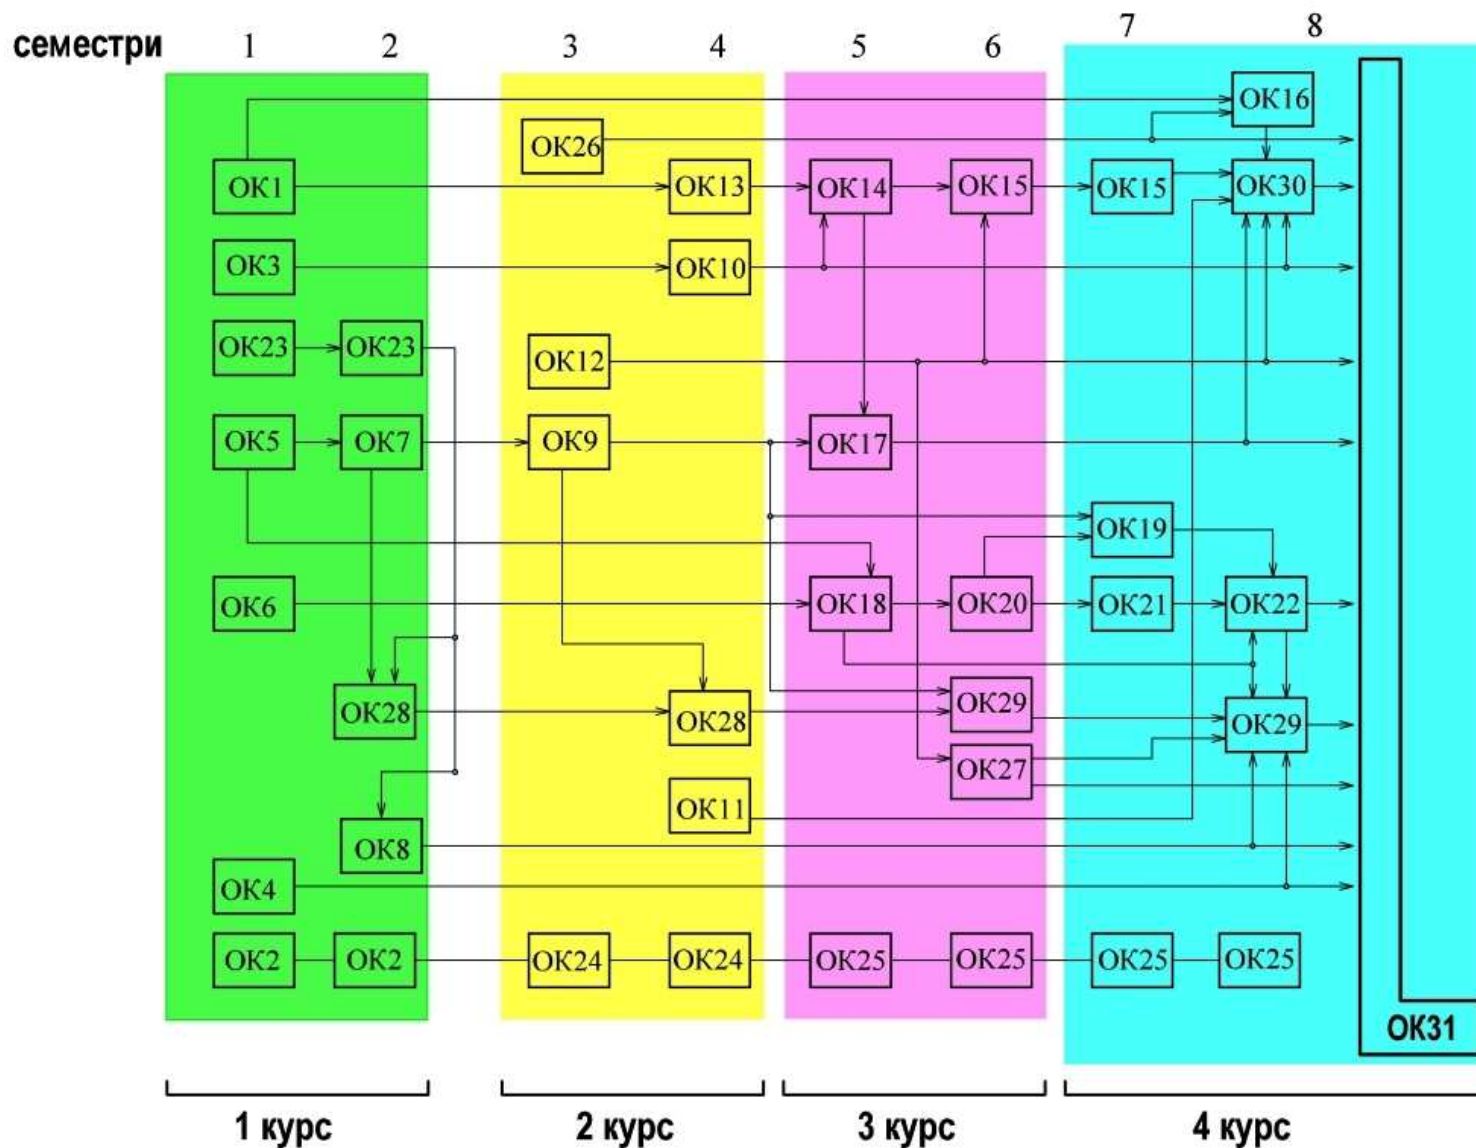 семестри 1 2 3 4 5 6 7 8
ОК16
ОК26
ОК1 ОК13 ОК14 ОК15 ОК15 ОК30
ОК3 ОК10
ОК23 ОК23 ОК12
ОК5 ОК7 ОК9 ОК17
ОК19
ОК6 ОК18 ОК20 ОК21 ОК22
ОК28 ОК28 ОК29 ОК29
ОК27
ОК11
ОК8
ОК4
ОК2 ОК2 ОК24 ОК24 ОК25 ОК25 ОК25 ОК25
ОК31
1 курс 2 курс 3 курс 4 курс